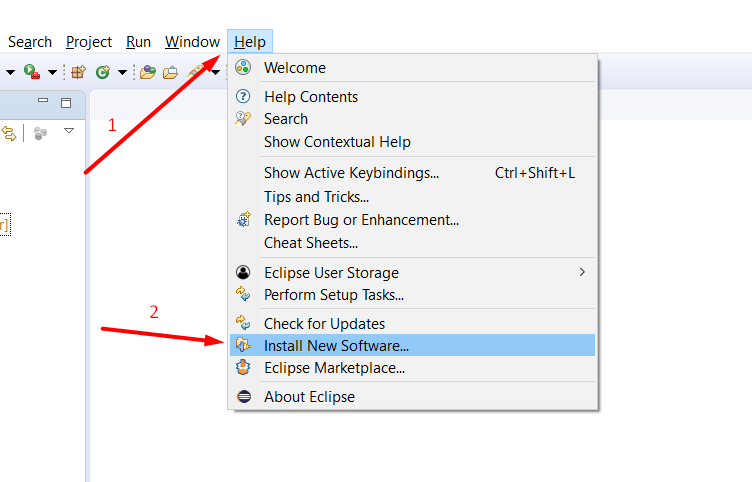 Search Project Run Window Help
Welcome
1
Help Contents
Search
Show Contextual Help
r]
Show Active Keybindings... Ctrl+Shift+L
Tips and Tricks...
Report Bug or Enhancement...
Cheat Sheets...
Eclipse User Storage
Perform Setup Tasks...
2
Check for Updates
Install New Software...
Eclipse Marketplace...
About Eclipse